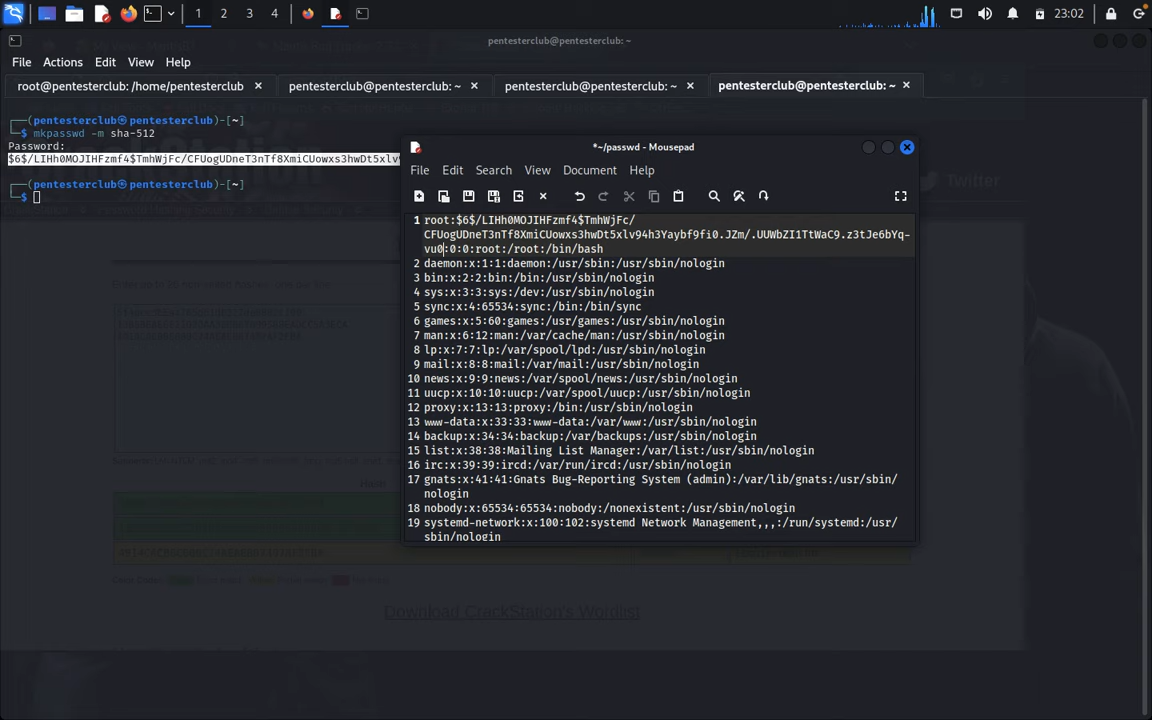 1 2 3 4
23:02
pentesterclub@pentesterclub: ~
File Actions Edit View Help
root@pentesterclub: /home/pentesterclub
pentesterclub@pentesterclub: ~
pentesterclub@pentesterclub: ~
pentesterclub@pentesterclub: ~
┌──(pentesterclub㉿pentesterclub)-[~]
└─$ mkpasswd -m sha-512
Password:
$6$/LIHh0MOJIHFzmf4$TmhWjFc/CFUogUDneT3nTf8XmiCUowxs3hwDt5xlv9
┌──(pentesterclub㉿pentesterclub)-[~]
└─$
*~/passwd - Mousepad
File Edit Search View Document Help
1 root:$6$/LIHh0MOJIHFzmf4$TmhWjFc/
CFUogUDneT3nTf8XmiCUowxs3hwDt5xlv94h3Yaybf9fi0.JZm/.UUWbZI1TtWaC9.z3tJe6bYq-
vu0:0:0:root:/root:/bin/bash
2 daemon:x:1:1:daemon:/usr/sbin:/usr/sbin/nologin
3 bin:x:2:2:bin:/bin:/usr/sbin/nologin
4 sys:x:3:3:sys:/dev:/usr/sbin/nologin
5 sync:x:4:65534:sync:/bin:/bin/sync
6 games:x:5:60:games:/usr/games:/usr/sbin/nologin
7 man:x:6:12:man:/var/cache/man:/usr/sbin/nologin
8 lp:x:7:7:lp:/var/spool/lpd:/usr/sbin/nologin
9 mail:x:8:8:mail:/var/mail:/usr/sbin/nologin
10 news:x:9:9:news:/var/spool/news:/usr/sbin/nologin
11 uucp:x:10:10:uucp:/var/spool/uucp:/usr/sbin/nologin
12 proxy:x:13:13:proxy:/bin:/usr/sbin/nologin
13 www-data:x:33:33:www-data:/var/www:/usr/sbin/nologin
14 backup:x:34:34:backup:/var/backups:/usr/sbin/nologin
15 list:x:38:38:Mailing List Manager:/var/list:/usr/sbin/nologin
16 irc:x:39:39:ircd:/var/run/ircd:/usr/sbin/nologin
17 gnats:x:41:41:Gnats Bug-Reporting System (admin):/var/lib/gnats:/usr/sbin/
nologin
18 nobody:x:65534:65534:nobody:/nonexistent:/usr/sbin/nologin
19 systemd-network:x:100:102:systemd Network Management,,,:/run/systemd:/usr/
sbin/nologin
Twitter
Download CrackStation's Wordlist